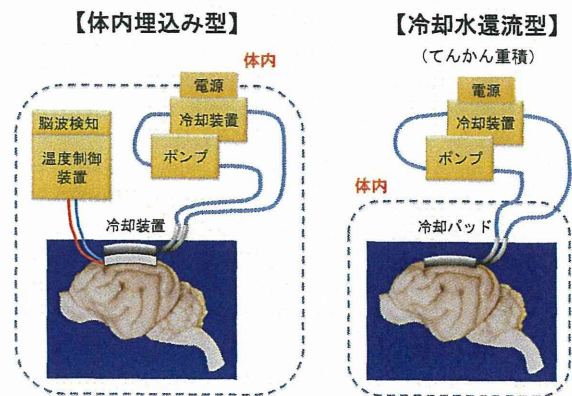 【体内埋込み型】
体内
電源
冷却装置
ポンプ
脳波検知
温度制御
装置
冷却装置
【冷却水還流型】
(てんかん重積)
電源
冷却装置
ポンプ
体内
冷却パッド